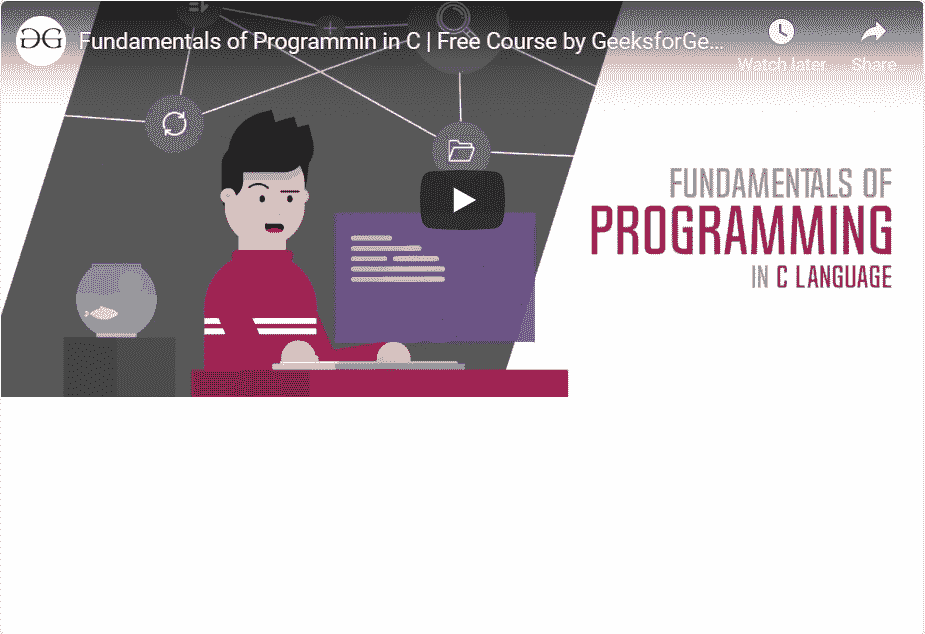 Fundamentals of Programmin in C | Free Course by GeeksforGe...
Watch later
Share
FUNDAMENTALS OF
PROGRAMMING
IN C LANGUAGE